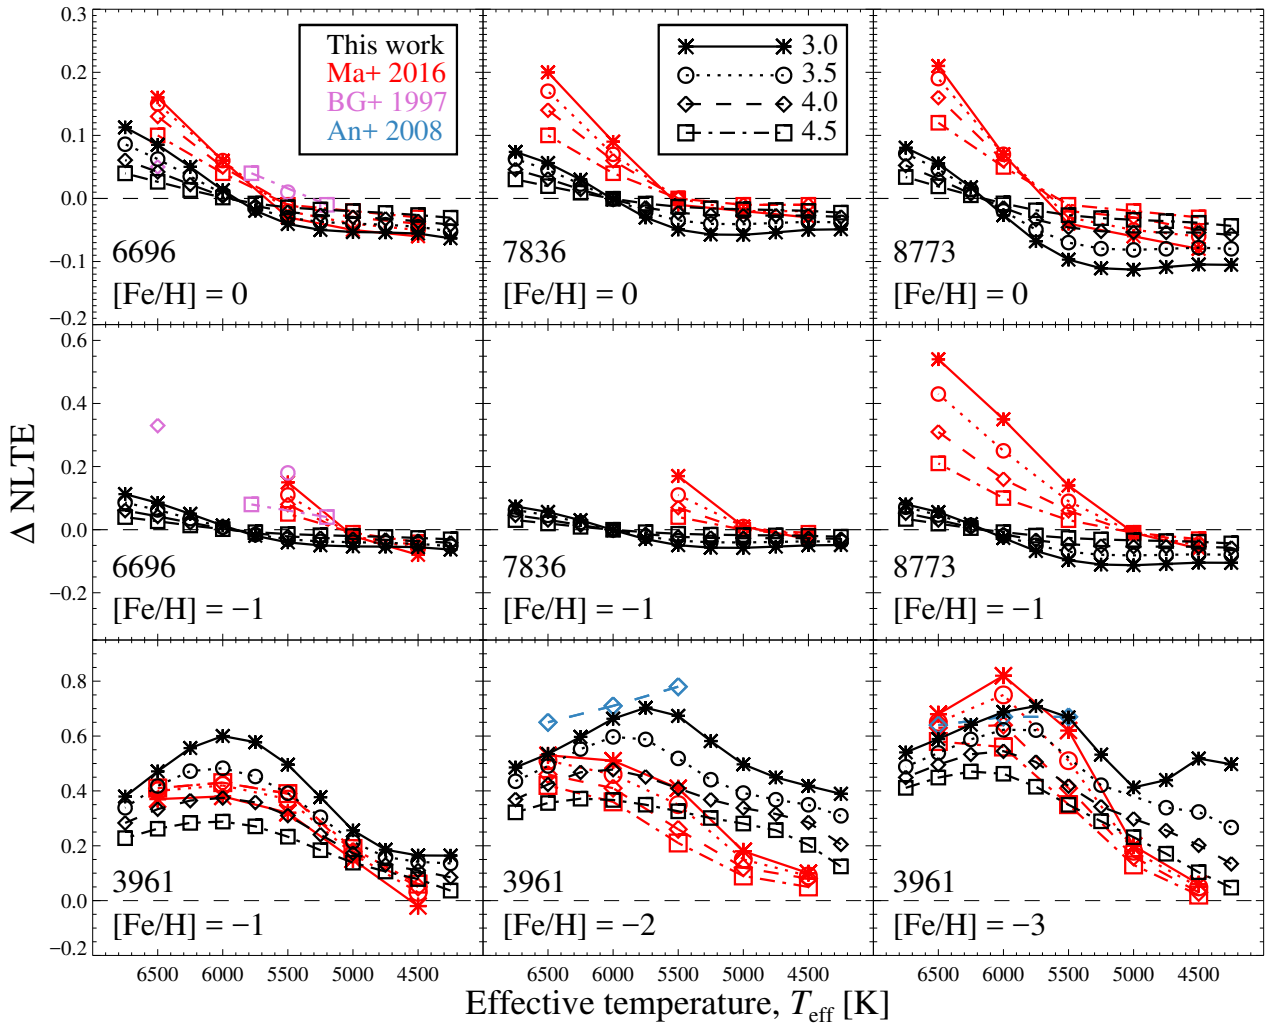 This work
Ma+ 2016
BG+ 1997
An+ 2008
3.0
3.5
4.0
4.5
0.3
0.2
0.1
0.0
−0.1
−0.2
6696
[Fe/H] = 0
7836
[Fe/H] = 0
8773
[Fe/H] = 0
Δ NLTE
0.6
0.4
0.2
0.0
−0.2
6696
[Fe/H] = −1
7836
[Fe/H] = −1
8773
[Fe/H] = −1
0.8
0.6
0.4
0.2
0.0
−0.2
3961
[Fe/H] = −1
3961
[Fe/H] = −2
3961
[Fe/H] = −3
6500 6000 5500 5000 4500
6500 6000 5500 5000 4500
6500 6000 5500 5000 4500
Effective temperature, Teff [K]